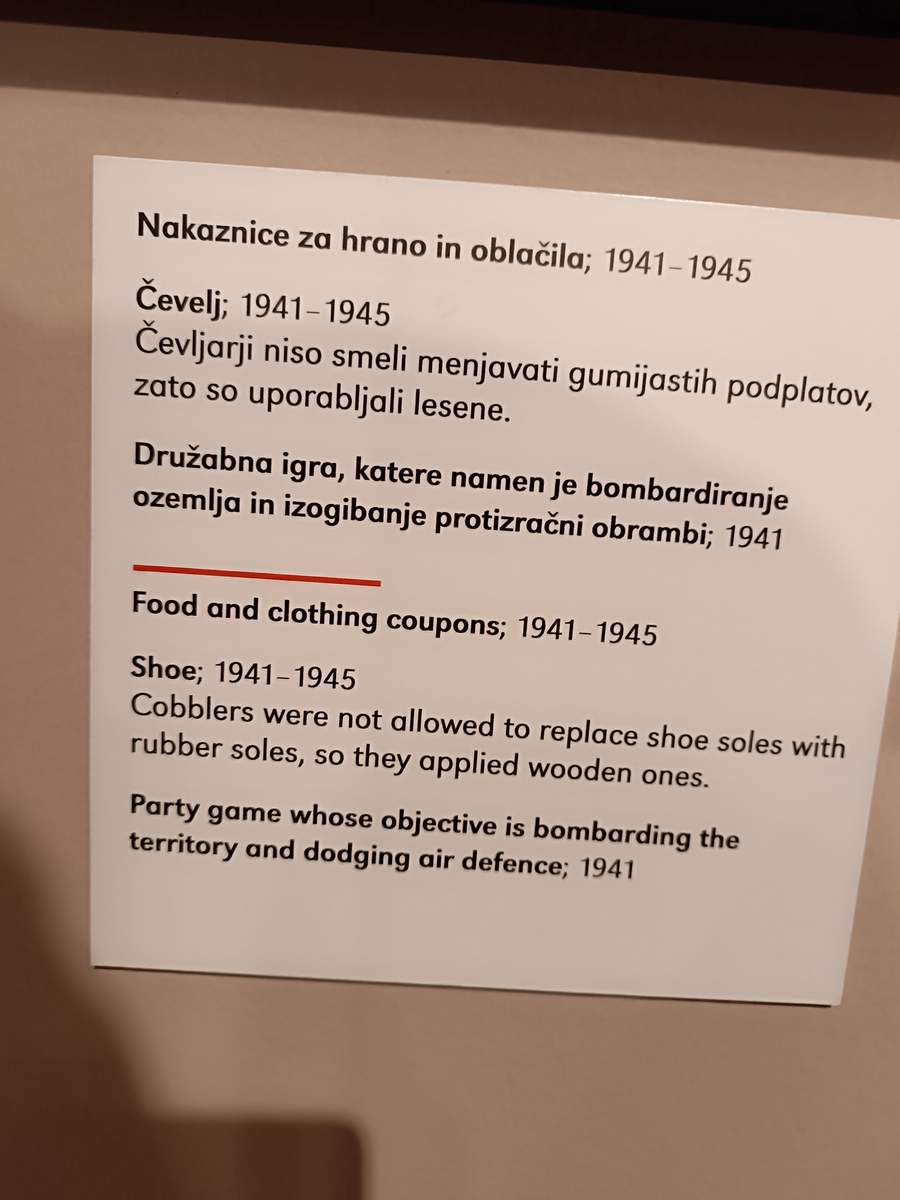 Nakaznice za hrano in oblačila; 1941–1945
Čevelj; 1941–1945
Čevljarji niso smeli menjavati gumijastih podplatov,
zato so uporabljali lesene.
Družabna igra, katere namen je bombardiranje
ozemlja in izogibanje protizračni obrambi; 1941
Food and clothing coupons; 1941–1945
Shoe; 1941–1945
Cobblers were not allowed to replace shoe soles with
rubber soles, so they applied wooden ones.
Party game whose objective is bombarding the
territory and dodging air defence; 1941